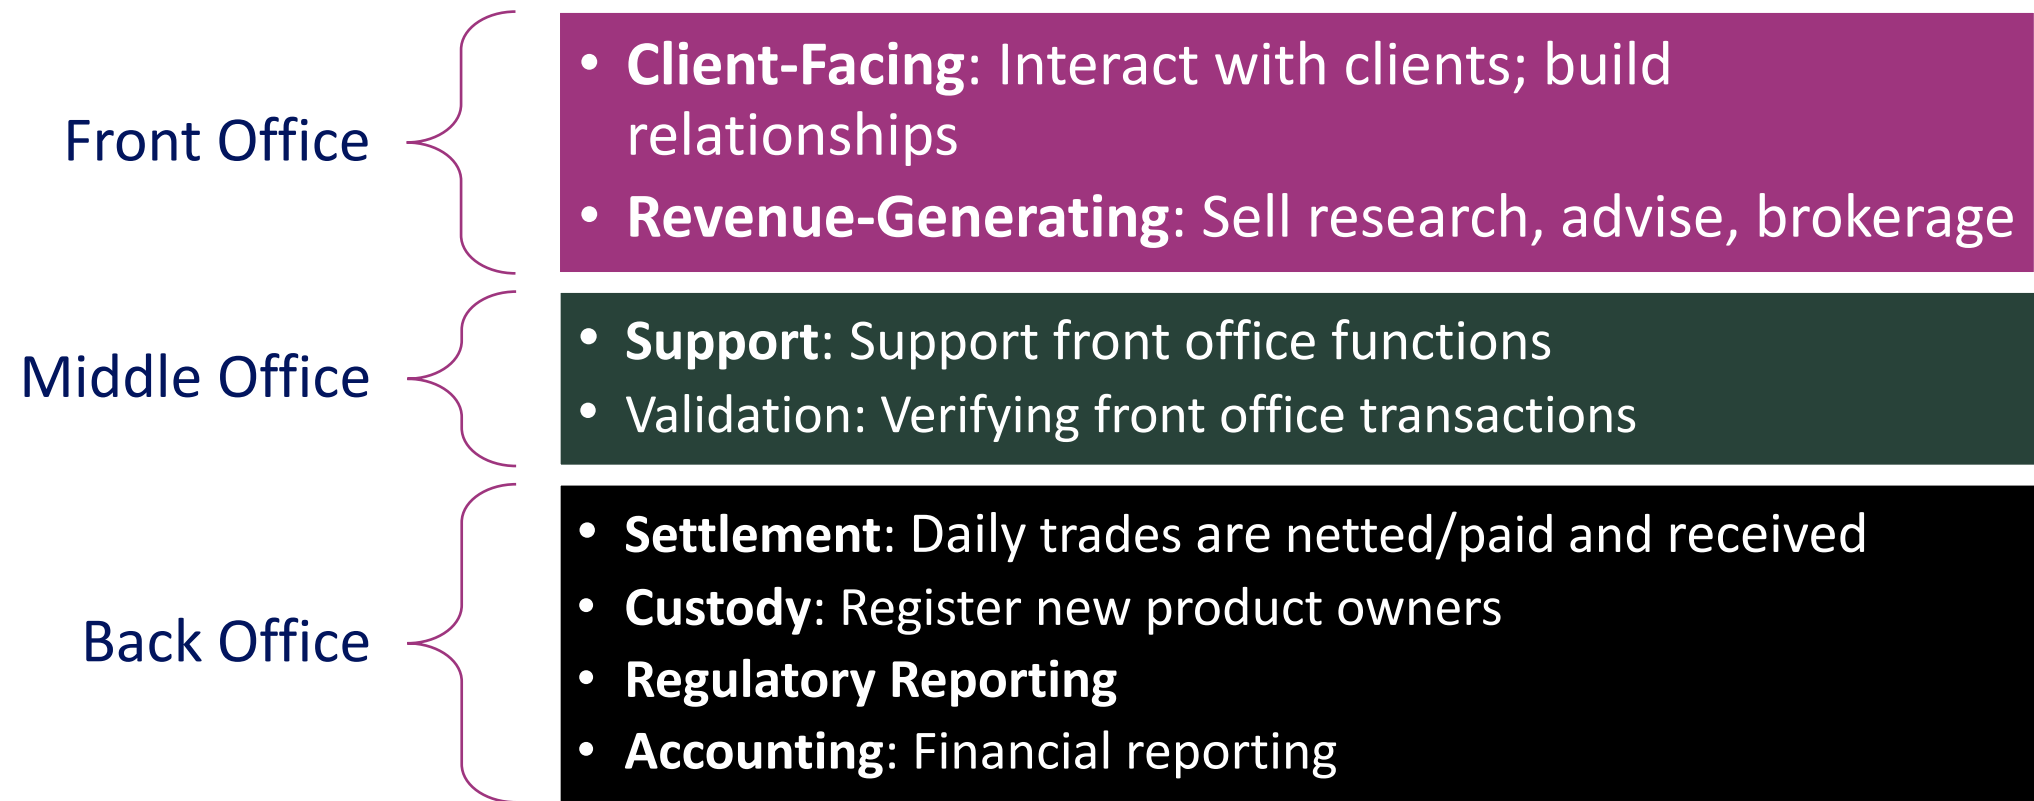 Front Office
• Client-Facing: Interact with clients; build
relationships
• Revenue-Generating: Sell research, advise, brokerage
Middle Office
• Support: Support front office functions
• Validation: Verifying front office transactions
Back Office
• Settlement: Daily trades are netted/paid and received
• Custody: Register new product owners
• Regulatory Reporting
• Accounting: Financial reporting